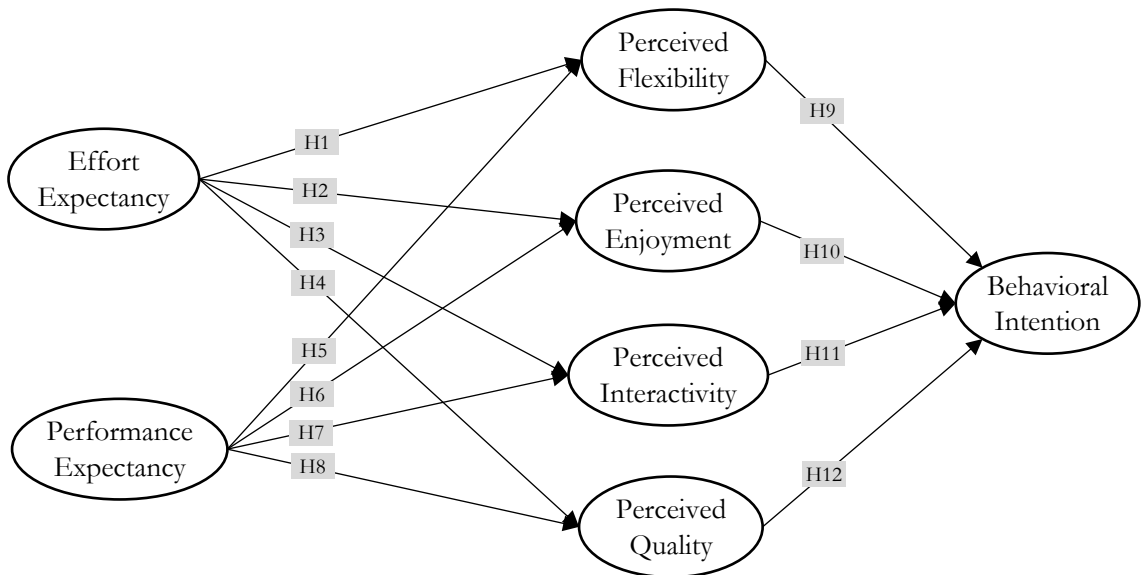 Perceived
Flexibility
H9
H1
Effort
Expectancy
H2
Perceived
Enjoyment
H3
H10
H4
Behavioral
Intention
H5
Perceived
Interactivity
H11
H6
Performance
Expectancy
H7
H8
H12
Perceived
Quality